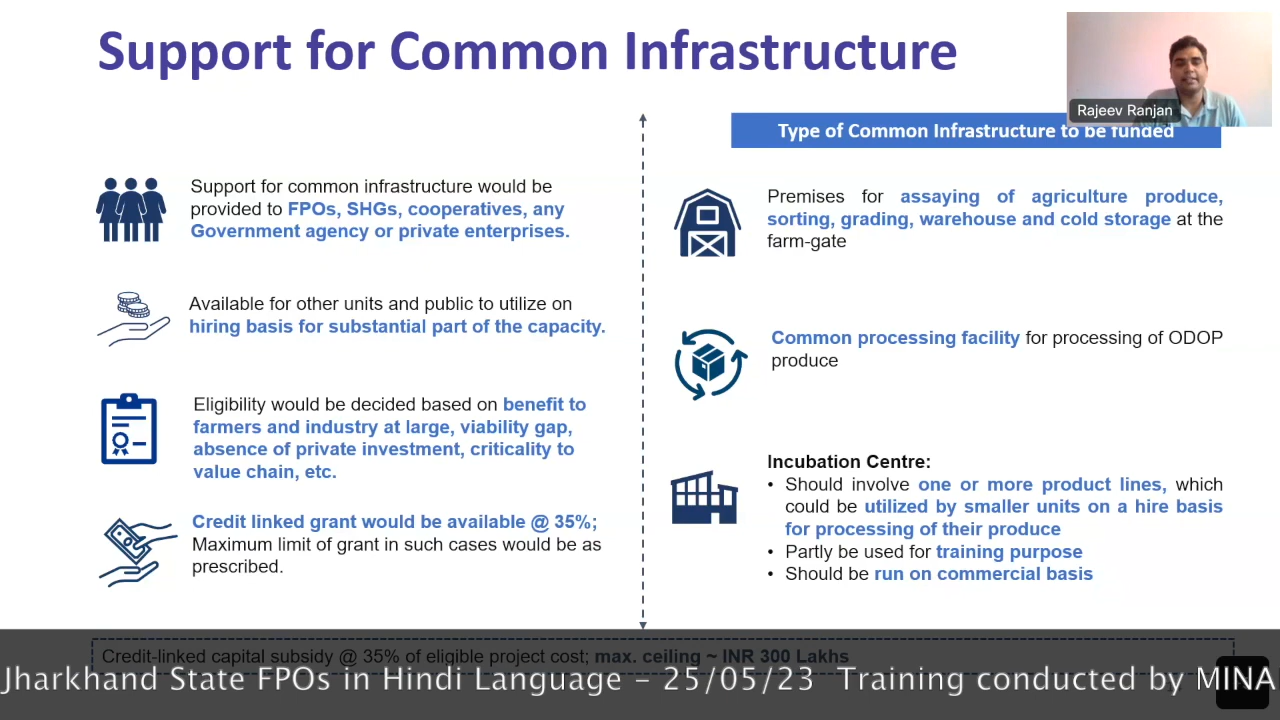 Support for Common Infrastructure
Rajeev Ranjan
Support for common infrastructure would be
provided to FPOs, SHGs, cooperatives, any
Government agency or private enterprises.
Available for other units and public to utilize on
hiring basis for substantial part of the capacity.
Eligibility would be decided based on benefit to
farmers and industry at large, viability gap,
absence of private investment, criticality to
value chain, etc.
Credit linked grant would be available @ 35%;
Maximum limit of grant in such cases would be as
prescribed.
Type of Common Infrastructure to be funded
Premises for assaying of agriculture produce,
sorting, grading, warehouse and cold storage at the
farm-gate
Common processing facility for processing of ODOP
produce
Incubation Centre:
• Should involve one or more product lines, which
could be utilized by smaller units on a hire basis
for processing of their produce
• Partly be used for training purpose
• Should be run on commercial basis
Credit-linked capital subsidy @ 35% of eligible project cost; max. ceiling ~ INR 300 Lakhs
Jharkhand State FPOs in Hindi Language – 25/05/23 Training conducted by MINA